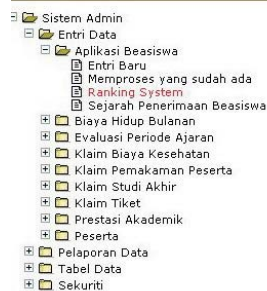 Sistem Admin
Entri Data
Aplikasi Beasiswa
Entri Baru
Memproses yang sudah ada
Ranking System
Sejarah Penerimaan Beasiswa
Biaya Hidup Bulanan
Evaluasi Periode Ajaran
Klaim Biaya Kesehatan
Klaim Pemakaman Peserta
Klaim Studi Akhir
Klaim Tiket
Prestasi Akademik
Peserta
Pelaporan Data
Tabel Data
Sekuriti